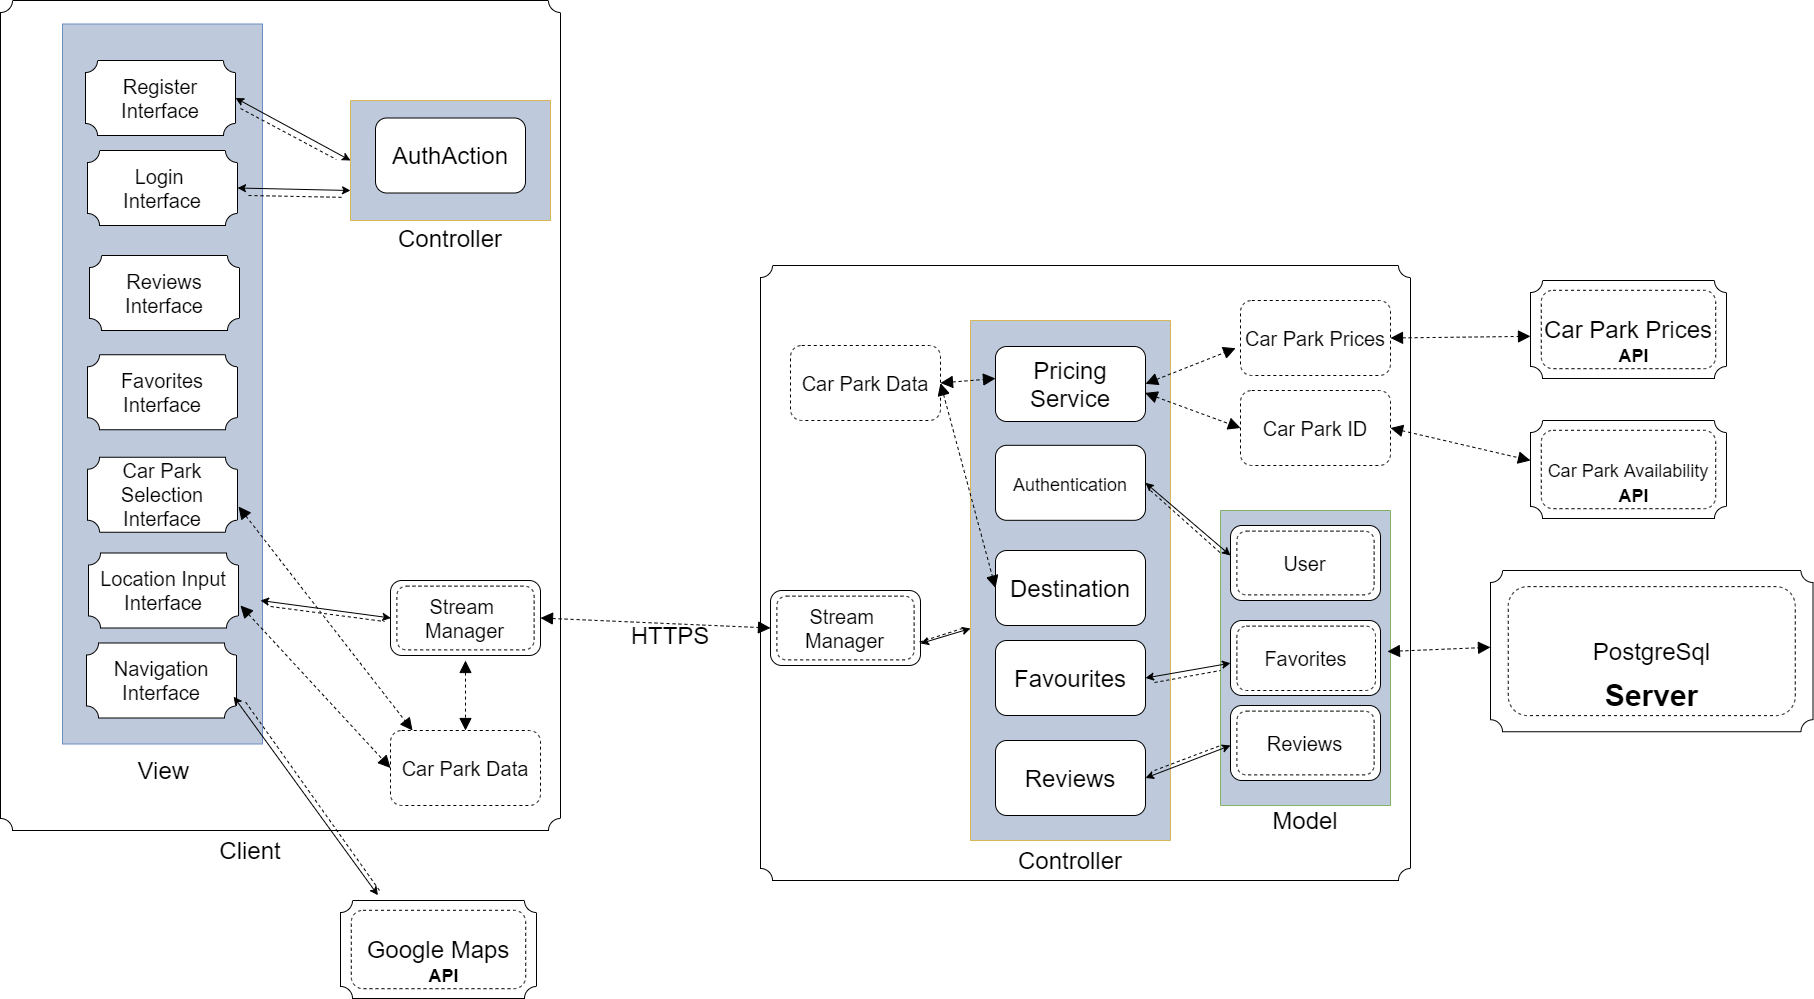 Register
Interface
Login
Interface
Reviews
Interface
Favorites
Interface
Car Park
Selection
Interface
Location Input
Interface
Navigation
Interface
View
AuthAction
Controller
Stream
Manager
Car Park Data
Client
Google Maps
API
HTTPS
Stream
Manager
Car Park Data
Pricing
Service
Authentication
Destination
Favourites
Reviews
Controller
Car Park Prices
Car Park ID
User
Favorites
Reviews
Model
Car Park Prices
API
Car Park Availability
API
PostgreSql
Server